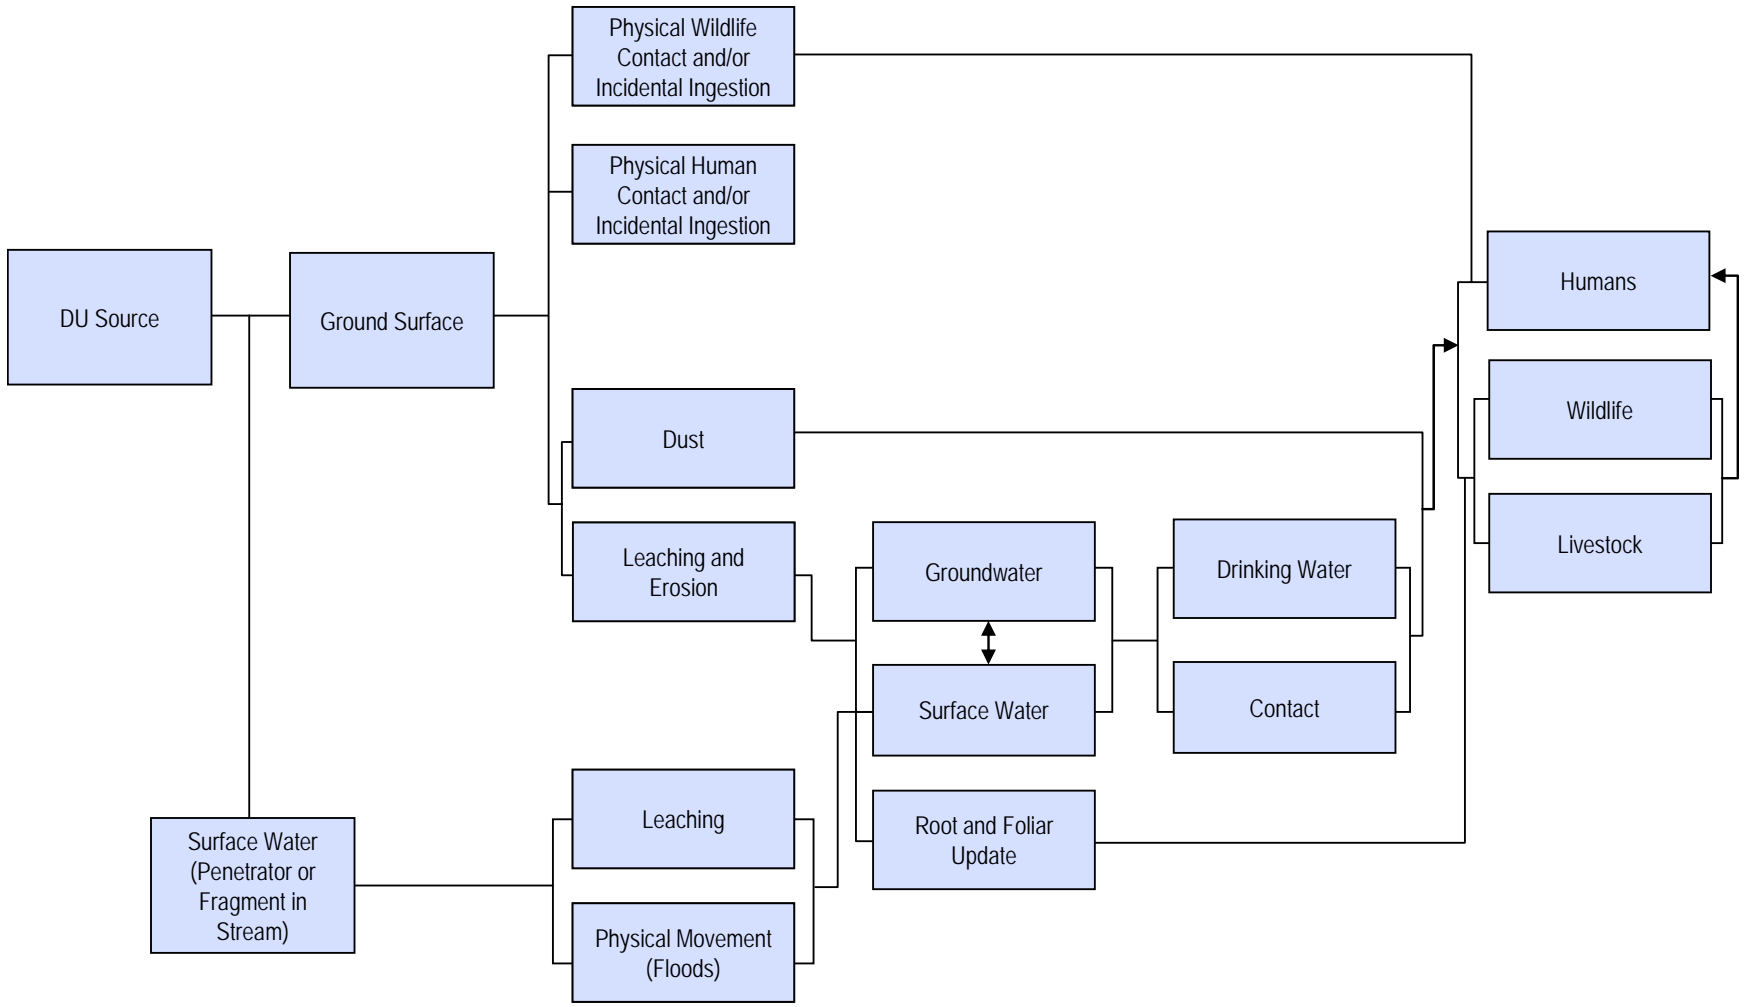 Physical Wildlife
Contact and/or
Incidental Ingestion
Physical Human
Contact and/or
Incidental Ingestion
DU Source
Ground Surface
Humans
Wildlife
Dust
Livestock
Leaching and
Erosion
Groundwater
Drinking Water
Surface Water
Contact
Leaching
Root and Foliar
Update
Surface Water
(Penetrator or
Fragment in
Stream)
Physical Movement
(Floods)